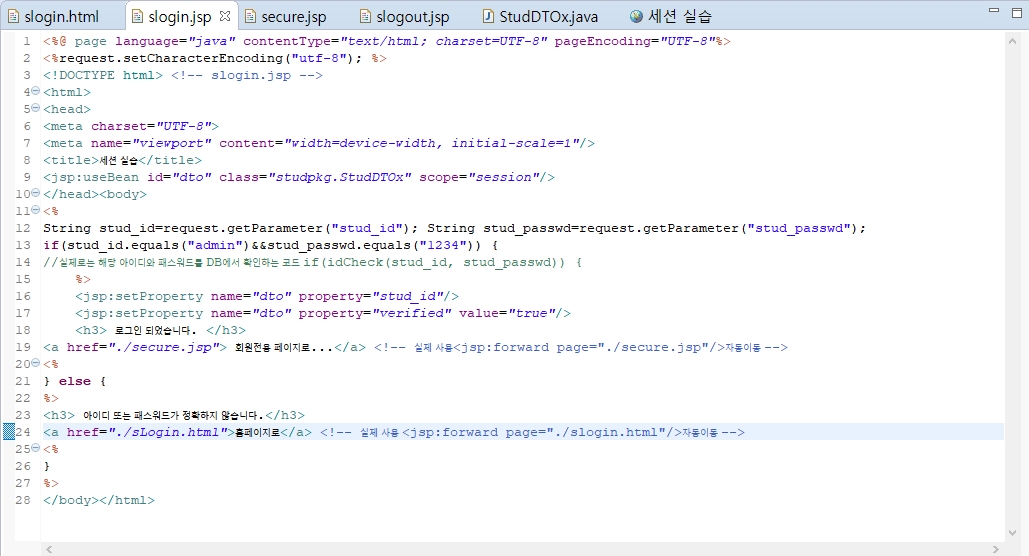 slogin.html slogin.jsp secure.jsp slogout.jsp StudDTOx.java 세션 실습
1 <%@ page language="java" contentType="text/html; charset=UTF-8" pageEncoding="UTF-8"%>
2 <%request.setCharacterEncoding("utf-8"); %>
3 <!DOCTYPE html> <!-- slogin.jsp -->
4 <html>
5 <head>
6 <meta charset="UTF-8">
7 <meta name="viewport" content="width=device-width, initial-scale=1"/>
8 <title>세션 실습</title>
9 <jsp:useBean id="dto" class="studpkg.StudDTOx" scope="session"/>
10 </head><body>
11 <%
12 String stud_id=request.getParameter("stud_id"); String stud_passwd=request.getParameter("stud_passwd");
13 if(stud_id.equals("admin")&&stud_passwd.equals("1234")) {
14 //실제로는 해당 아이디와 패스워드를 DB에서 확인하는 코드 if(idCheck(stud_id, stud_passwd)) {
15 %>
16 <jsp:setProperty name="dto" property="stud_id"/>
17 <jsp:setProperty name="dto" property="verified" value="true"/>
18 <h3> 로그인 되었습니다. </h3>
19 <a href="./secure.jsp"> 회원전용 페이지로...</a> <!-- 실제 사용<jsp:forward page="./secure.jsp"/>자동이동 -->
20 <%
21 } else {
22 %>
23 <h3> 아이디 또는 패스워드가 정확하지 않습니다.</h3>
24 <a href="./sLogin.html">홈페이지로</a> <!-- 실제 사용 <jsp:forward page="./slogin.html"/>자동이동 -->
25 <%
26 }
27 %>
28 </body></html>